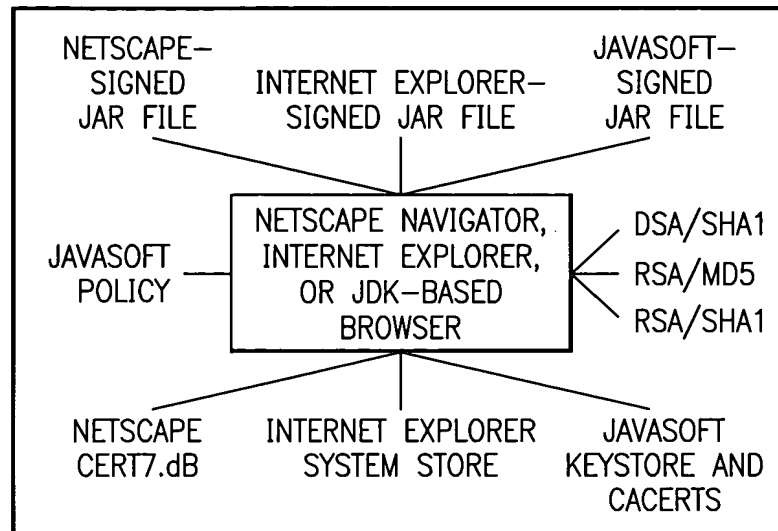 NETSCAPE–
SIGNED
JAR FILE
INTERNET EXPLORER–
SIGNED JAR FILE
JAVASOFT–
SIGNED
JAR FILE
JAVASOFT
POLICY
NETSCAPE NAVIGATOR,
INTERNET EXPLORER,
OR JDK–BASED
BROWSER
DSA/SHA1
RSA/MD5
RSA/SHA1
NETSCAPE
CERT7.dB
INTERNET EXPLORER
SYSTEM STORE
JAVASOFT
KEYSTORE AND
CACERTS